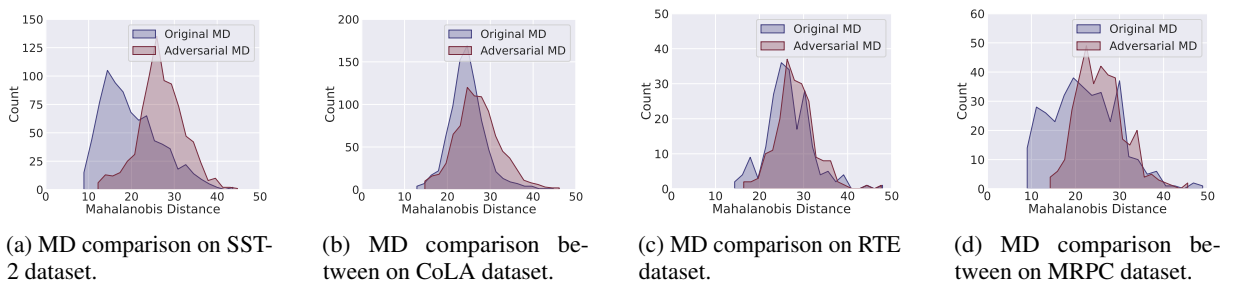 150
125
100
75
50
25
0
Count
0 10 20 30 40 50
Mahalanobis Distance
Original MD
Adversarial MD
(a) MD comparison on SST-
2 dataset.
200
150
100
50
0
Count
0 10 20 30 40 50
Mahalanobis Distance
Original MD
Adversarial MD
(b) MD comparison be-
tween on CoLA dataset.
50
40
30
20
10
0
Count
0 10 20 30 40 50
Mahalanobis Distance
Original MD
Adversarial MD
(c) MD comparison on RTE
dataset.
60
50
40
30
20
10
0
Count
0 10 20 30 40 50
Mahalanobis Distance
Original MD
Adversarial MD
(d) MD comparison be-
tween on MRPC dataset.